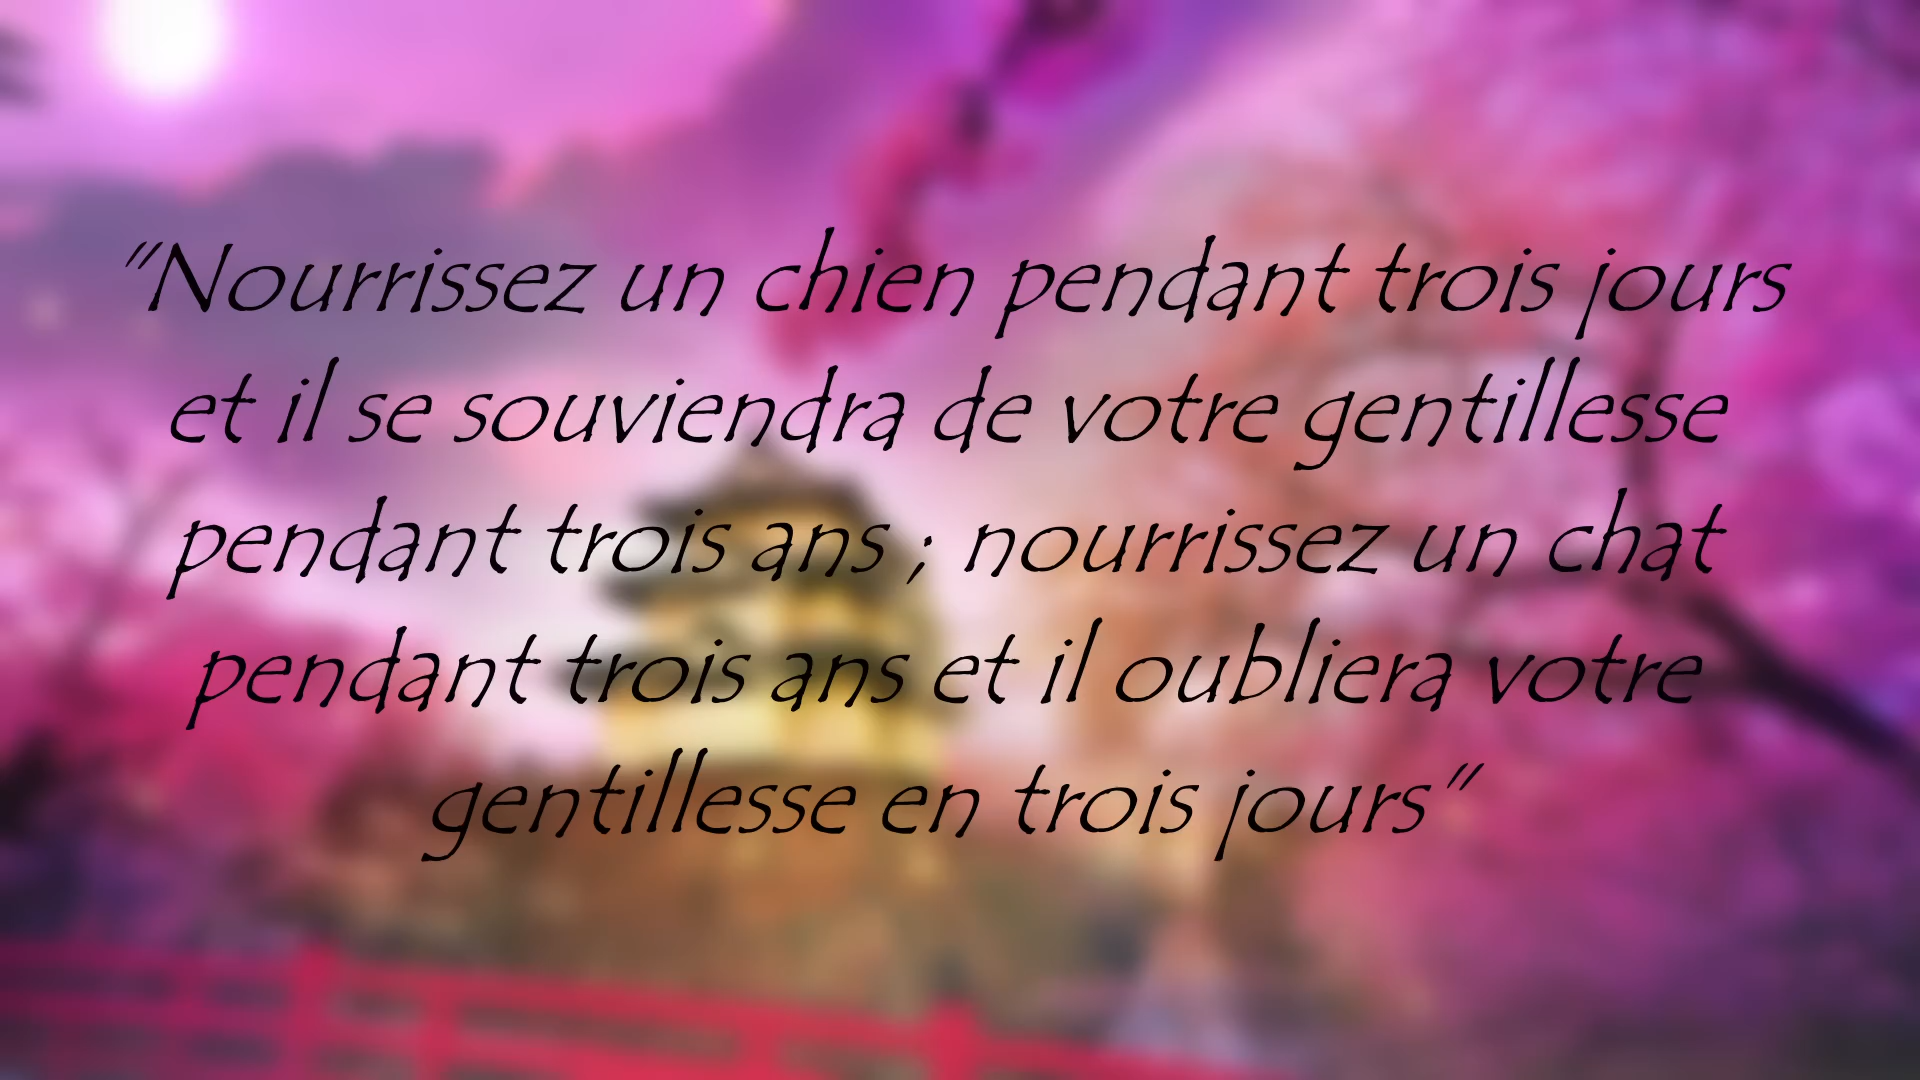 "Nourrissez un chien pendant trois jours
et il se souviendra de votre gentillesse
pendant trois ans ; nourrissez un chat
pendant trois ans et il oubliera votre
gentillesse en trois jours"